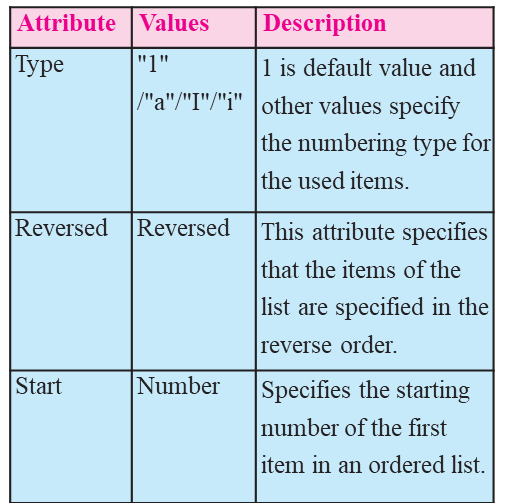 Attribute Values Description
Type "1" 1 is default value and
/"a"/"I"/"i" other values specify
the numbering type for
the used items.
Reversed Reversed This attribute specifies
that the items of the
list are specified in the
reverse order.
Start Number Specifies the starting
number of the first
item in an ordered list.